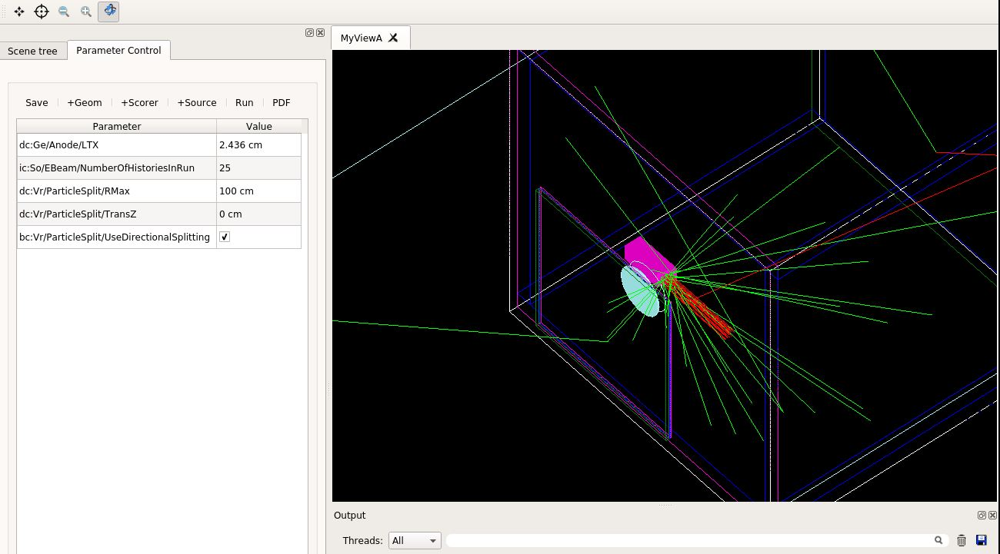 MyViewA
Scene tree
Parameter Control
Save
+Geom
+Scorer
+Source
Run
PDF
Parameter Value
dc:Ge/Anode/LTX 2.436 cm
ic:So/EBeam/NumberOfHistoriesInRun 25
dc:Vr/ParticleSplit/RMax 100 cm
dc:Vr/ParticleSplit/TransZ 0 cm
bc:Vr/ParticleSplit/UseDirectionalSplitting
Output
Threads: All